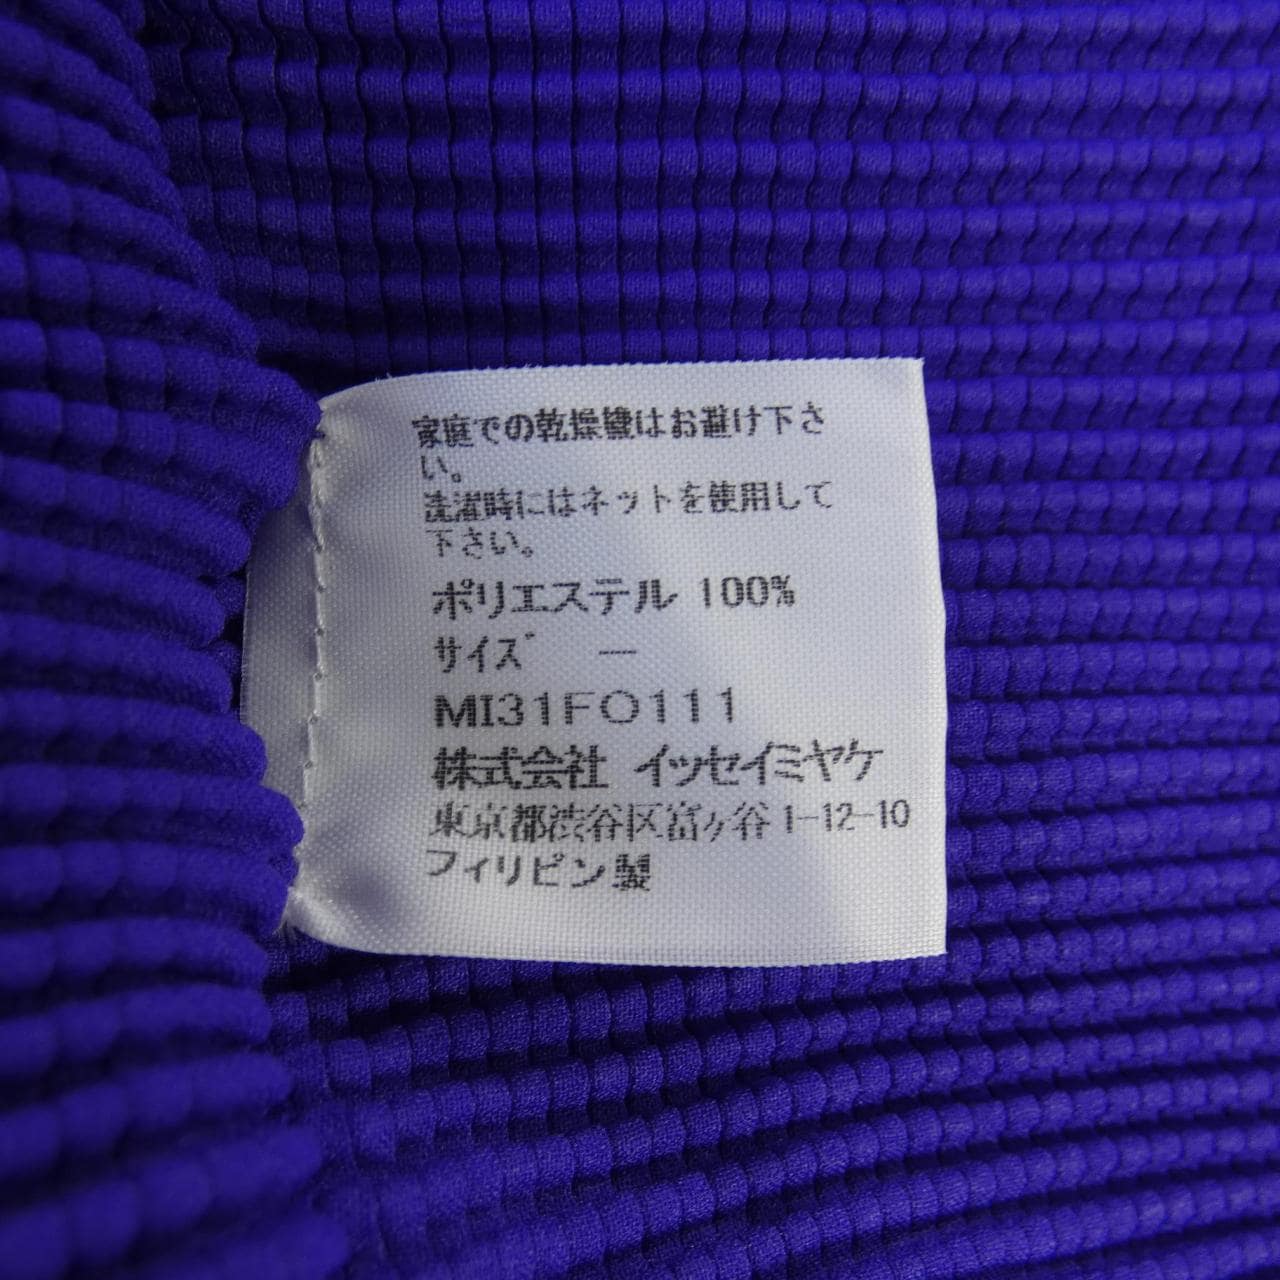 家庭での乾燥機はお避け下さ
い。
洗濯時にはネットを使用して
下さい。
ポリエステル 100%
サイズ －
MI31FO111
株式会社 イッセイミヤケ
東京都渋谷区富ヶ谷1-12-10
フィリピン製